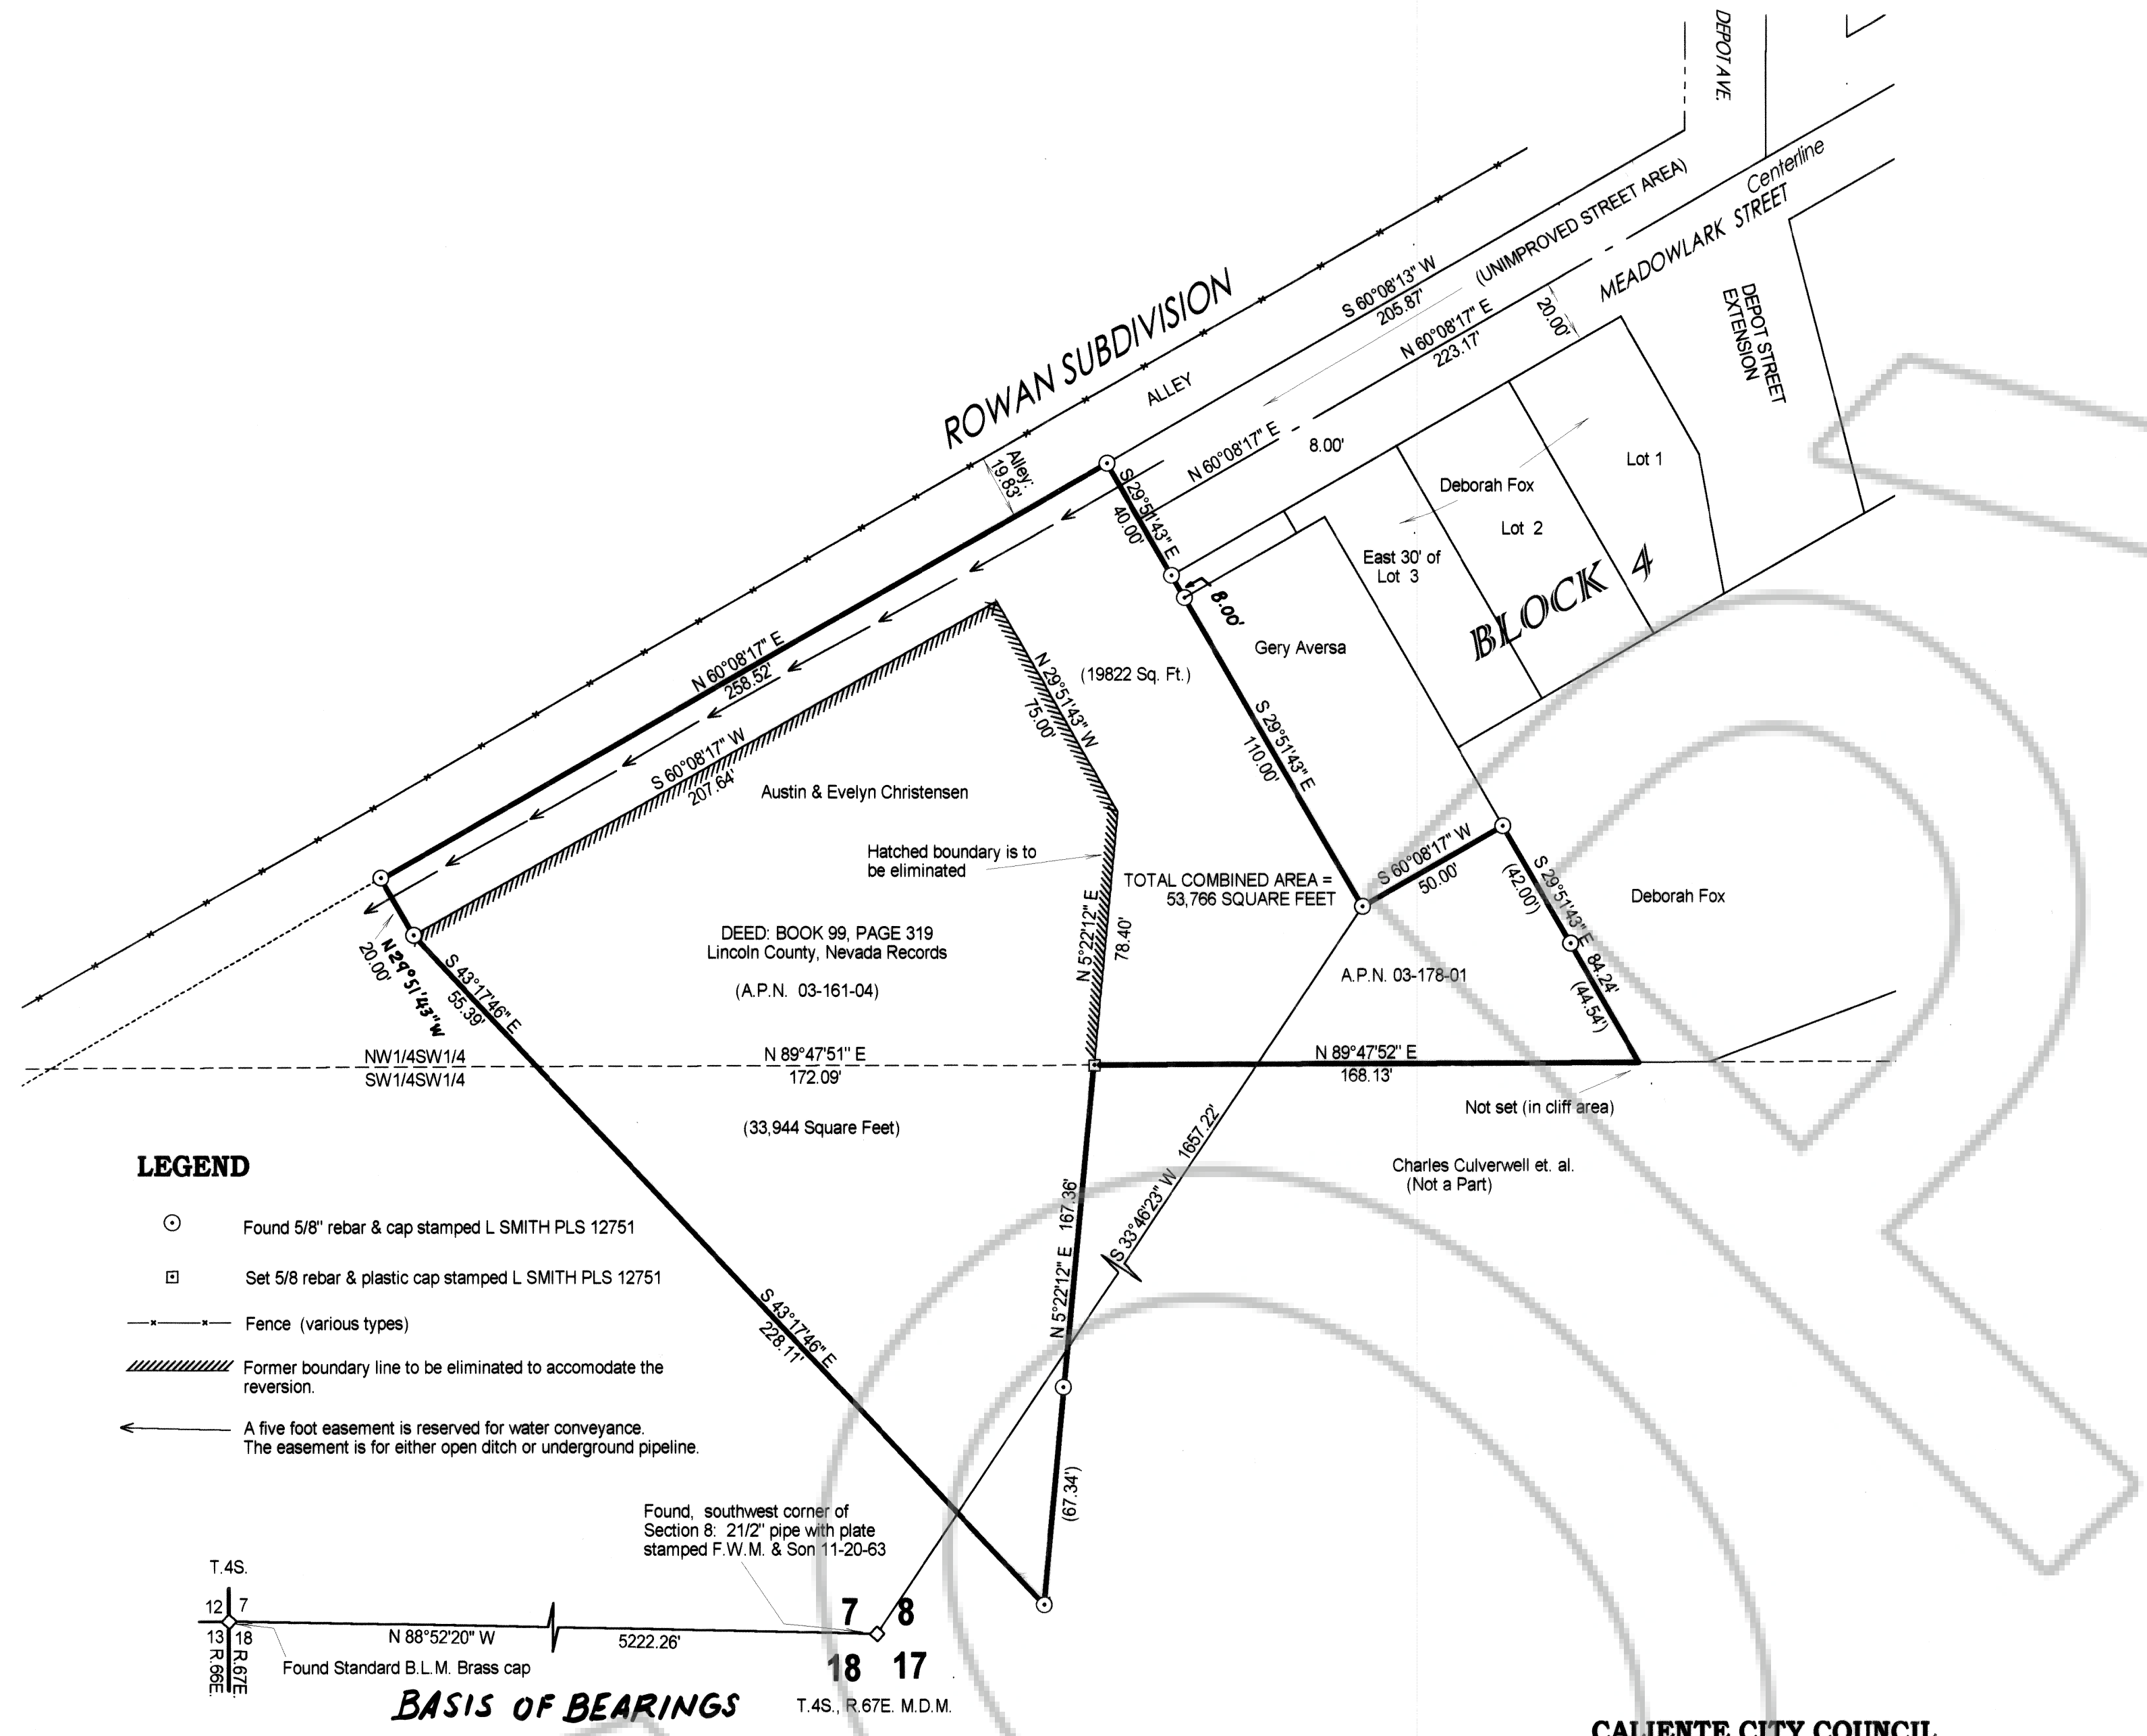 DEPOT AVE.
Centerline
MEADOWLARK STREET
(UNIMPROVED STREET AREA)
S 60°08'13" W
205.87'
N 60°08'17" E
223.17'
20.00'
DEPOT STREET
EXTENSION
ROWAN SUBDIVISION
ALLEY
N 60°08'17" E
8.00'
Alley:
19.83'
S 29°51'43" E
40.00'
Lot 1
Deborah Fox
Lot 2
East 30' of
Lot 3
BLOCK 4
8.00'
Gery Aversa
(19822 Sq. Ft.)
N 60°08'17" E
258.52'
N 29°51'43" W
75.00'
S 29°51'43" E
110.00'
S 60°08'17" W
207.64'
Austin & Evelyn Christensen
Hatched boundary is to
be eliminated
TOTAL COMBINED AREA =
53,766 SQUARE FEET
S 60°08'17" W
50.00'
S 29°51'43" E 84.24'
(42.00')
(44.54')
Deborah Fox
N 5°22'12" E
78.40'
DEED: BOOK 99, PAGE 319
Lincoln County, Nevada Records
(A.P.N. 03-161-04)
A.P.N. 03-178-01
20.00'
N29°51'43"W
S 43°17'46" E
55.39'
NW1/4SW1/4
SW1/4SW1/4
N 89°47'51" E
172.09'
N 89°47'52" E
168.13'
Not set (in cliff area)
(33,944 Square Feet)
Charles Culverwell et. al.
(Not a Part)
S 33°46'23" W 1657.22'
N 5°22'12" E 167.36'
S 43°17'46" E
228.11'
(67.34')
LEGEND
Found 5/8" rebar & cap stamped L SMITH PLS 12751
Set 5/8 rebar & plastic cap stamped L SMITH PLS 12751
Fence (various types)
Former boundary line to be eliminated to accomodate the
reversion.
A five foot easement is reserved for water conveyance.
The easement is for either open ditch or underground pipeline.
Found, southwest corner of
Section 8: 21/2" pipe with plate
stamped F.W.M. & Son 11-20-63
T.4S.
12 7
13 18
R.66E.
R.67E.
N 88°52'20" W
5222.26'
Found Standard B.L.M. Brass cap
7 8
18 17
T.4S., R.67E. M.D.M.
BASIS OF BEARINGS
CALIENTE CITY COUNCIL